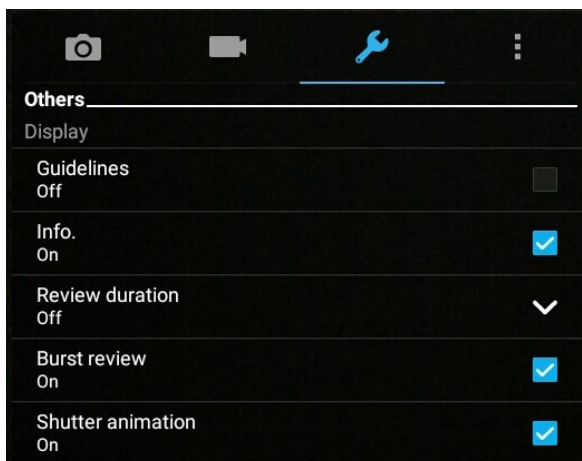 Others
Display
Guidelines
Off
Info.
On
Review duration
Off
Burst review
On
Shutter animation
On